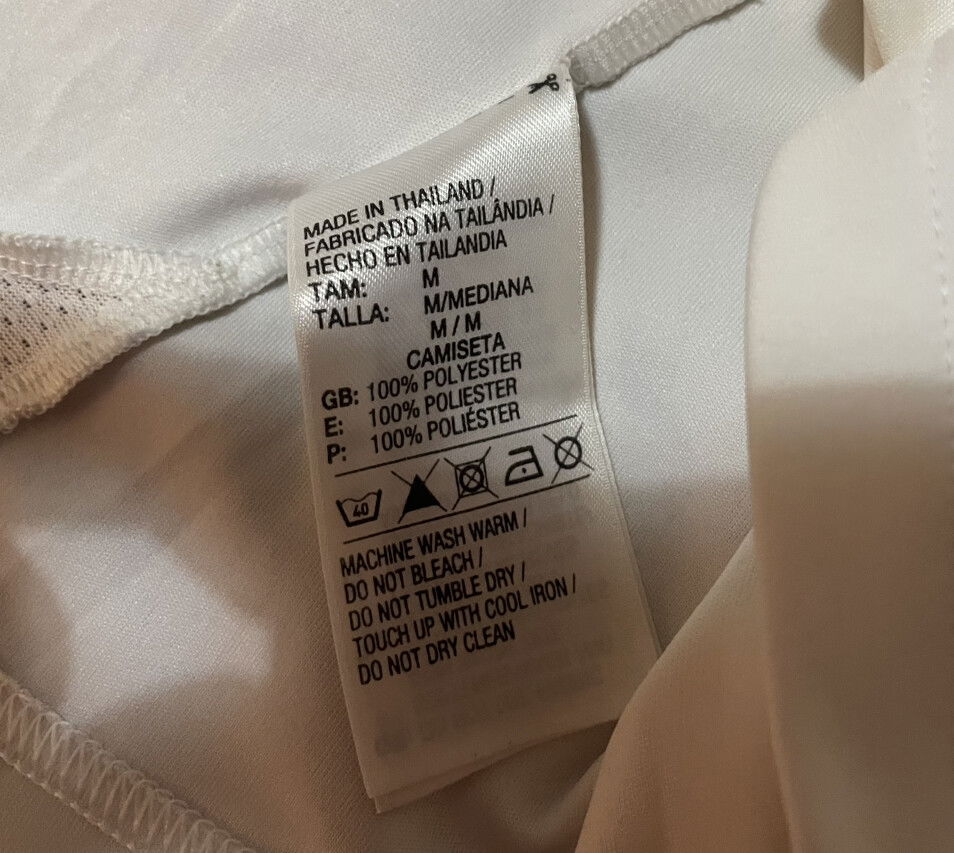 MADE IN THAILAND /
FABRICADO NA TAILÂNDIA /
HECHO EN TAILANDIA
TAM: M
TALLA: M/MEDIANA
M / M
CAMISETA
GB: 100% POLYESTER
E: 100% POLIESTER
P: 100% POLIÉSTER
40
MACHINE WASH WARM /
DO NOT BLEACH /
DO NOT TUMBLE DRY /
TOUCH UP WITH COOL IRON /
DO NOT DRY CLEAN